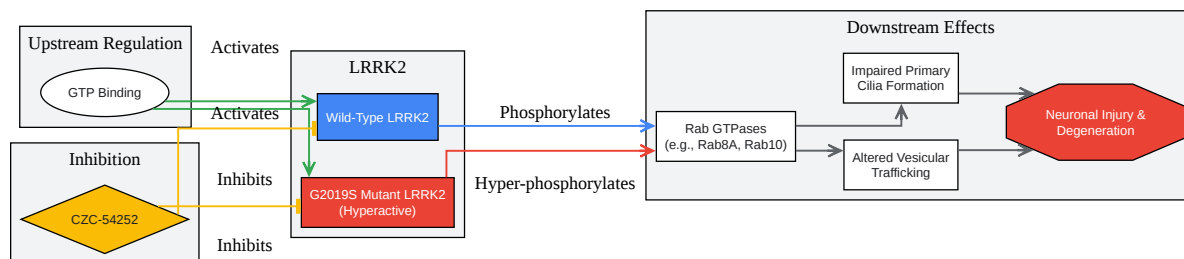 Upstream Regulation
GTP Binding
Inhibition
CZC-54252
Activates
Activates
Inhibits
Inhibits
LRRK2
Wild-Type LRRK2
G2019S Mutant LRRK2
(Hyperactive)
Phosphorylates
Hyper-phosphorylates
Downstream Effects
Rab GTPases
(e.g., Rab8A, Rab10)
Impaired Primary
Cilia Formation
Altered Vesicular
Trafficking
Neuronal Injury &
Degeneration